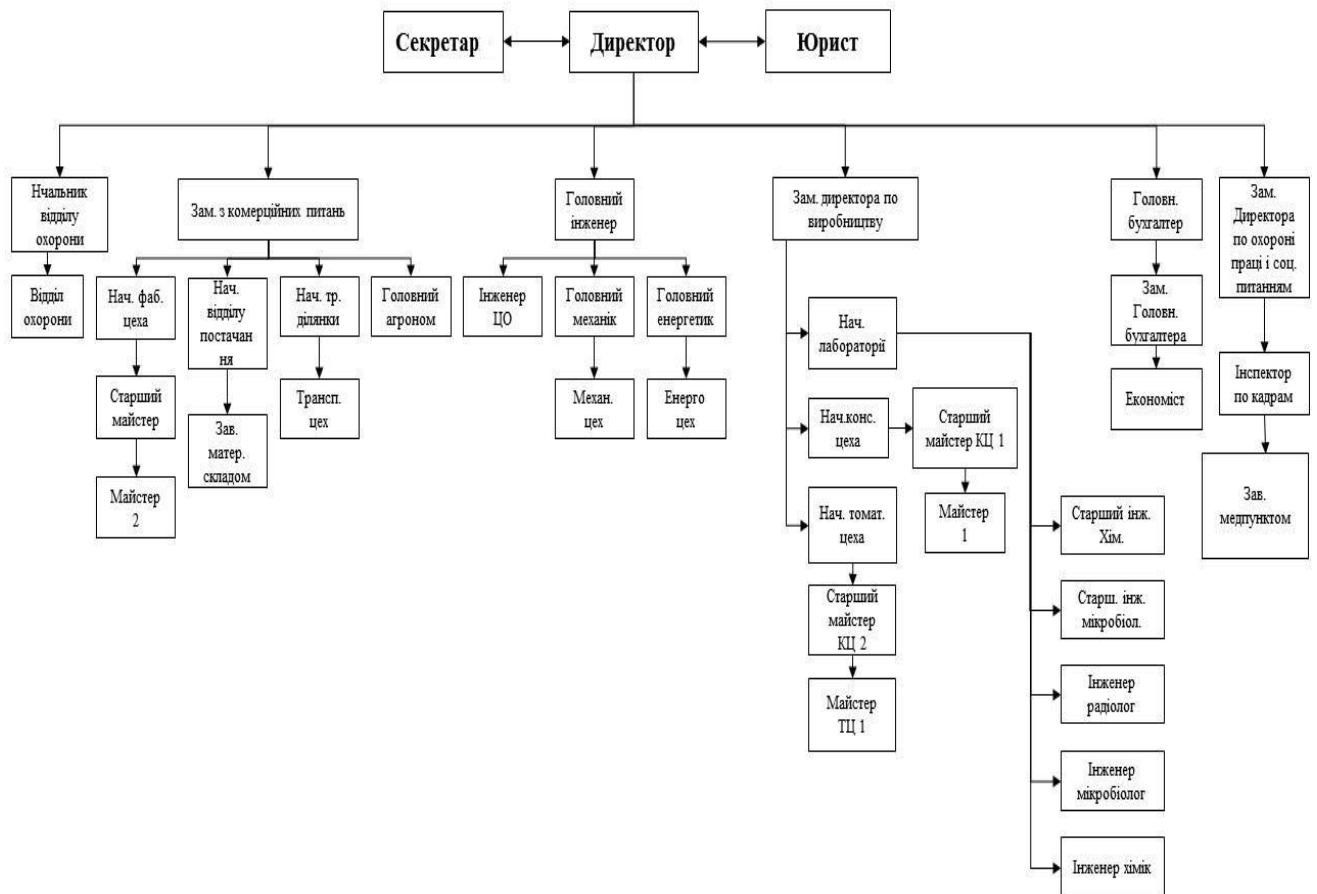 Секретар
Директор
Юрист
Нчальник
відділу
охорони
Зам. з комерційних питань
Головний
інженер
Зам. директора по
виробництву
Головн.
бухгалтер
Зам.
Директора
по охороні
праці і соц.
питанням
Відділ
охорони
Нач. фаб.
цеха
Нач.
відділу
постачан
ня
Нач. тр.
ділянки
Головний
агроном
Інженер
ЦО
Головний
механік
Головний
енергетик
Нач.
лабораторії
Зам.
Головн.
бухгалтера
Старший
майстер
Зав.
матер.
складом
Трансп.
цех
Механ.
цех
Енерго
цех
Нач.конс.
цеха
Старший
майстер КЦ 1
Економіст
Інспектор
по кадрам
Майстер
2
Нач. томат.
цеха
Майстер
1
Старший інж.
Хім.
Зав.
медпунктом
Старший
майстер
КЦ 2
Старш. інж.
мікробіол.
Майстер
ТЦ 1
Інженер
радіолог
Інженер
мікробіолог
Інженер хімік